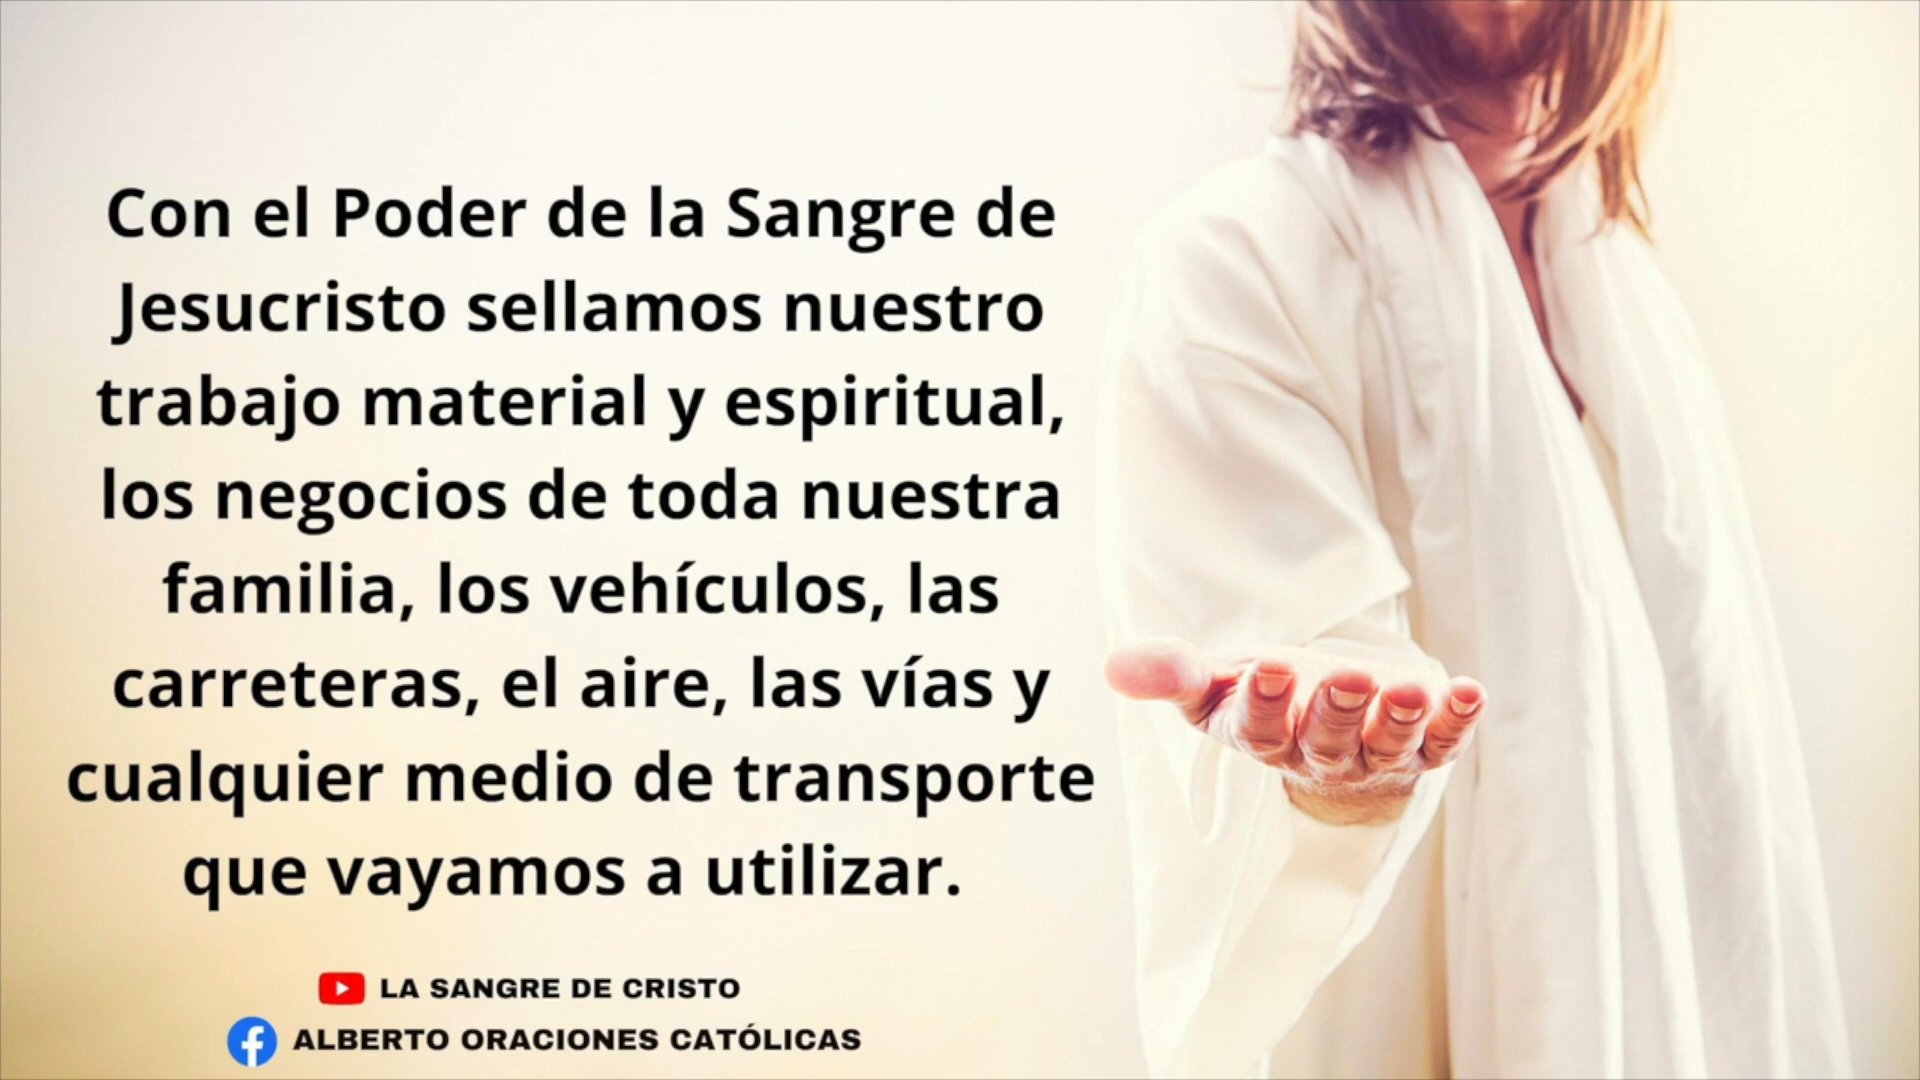 Con el Poder de la Sangre de
Jesucristo sellamos nuestro
trabajo material y espiritual,
los negocios de toda nuestra
familia, los vehículos, las
carreteras, el aire, las vías y
cualquier medio de transporte
que vayamos a utilizar.
LA SANGRE DE CRISTO
ALBERTO ORACIONES CATÓLICAS